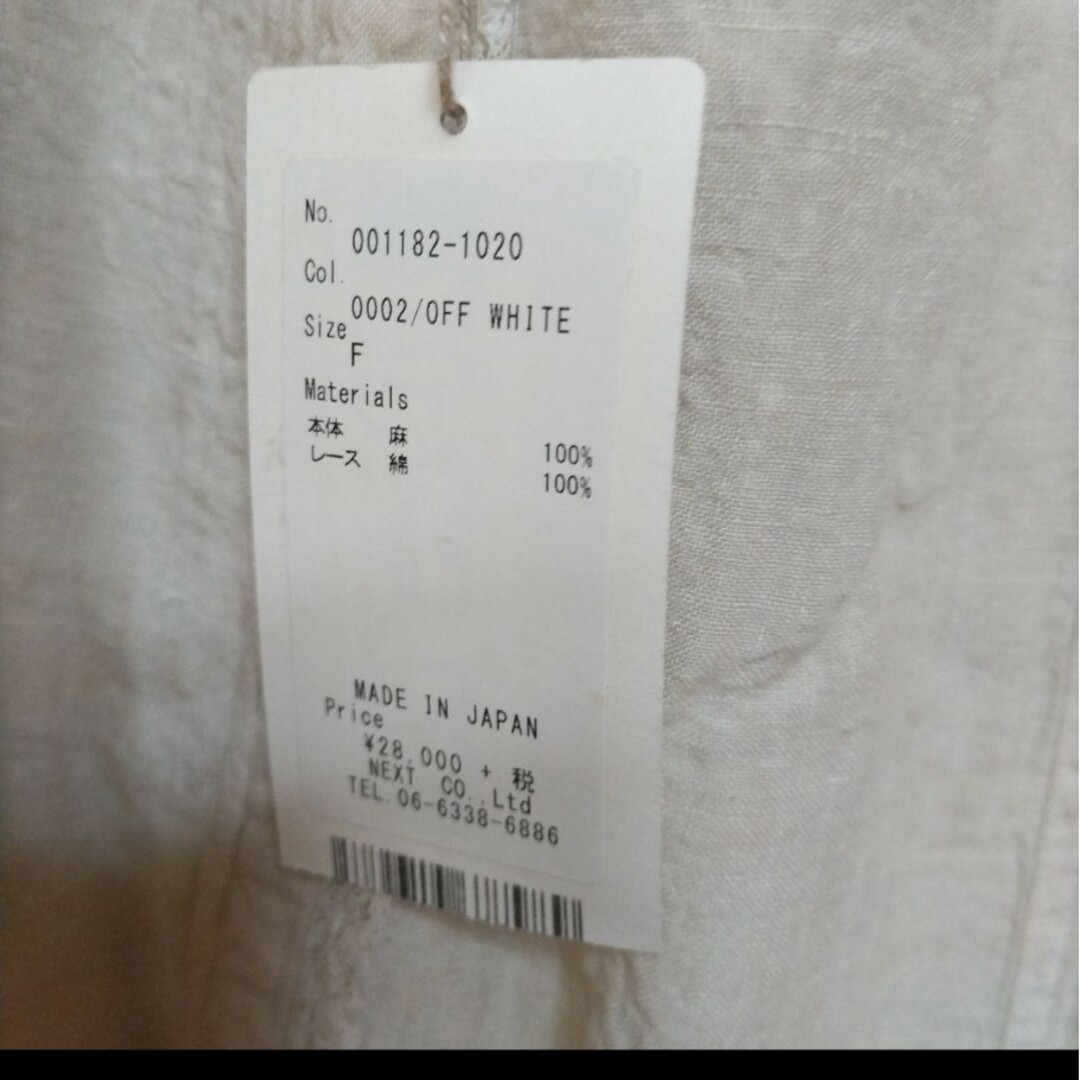 No.
001182-1020
Col.
0002/OFF WHITE
Size
F
Materials
本体 麻 100%
レース 綿 100%
MADE IN JAPAN
Price
¥28,000 + 税
NEXT CO.,Ltd
TEL.06-6338-6886